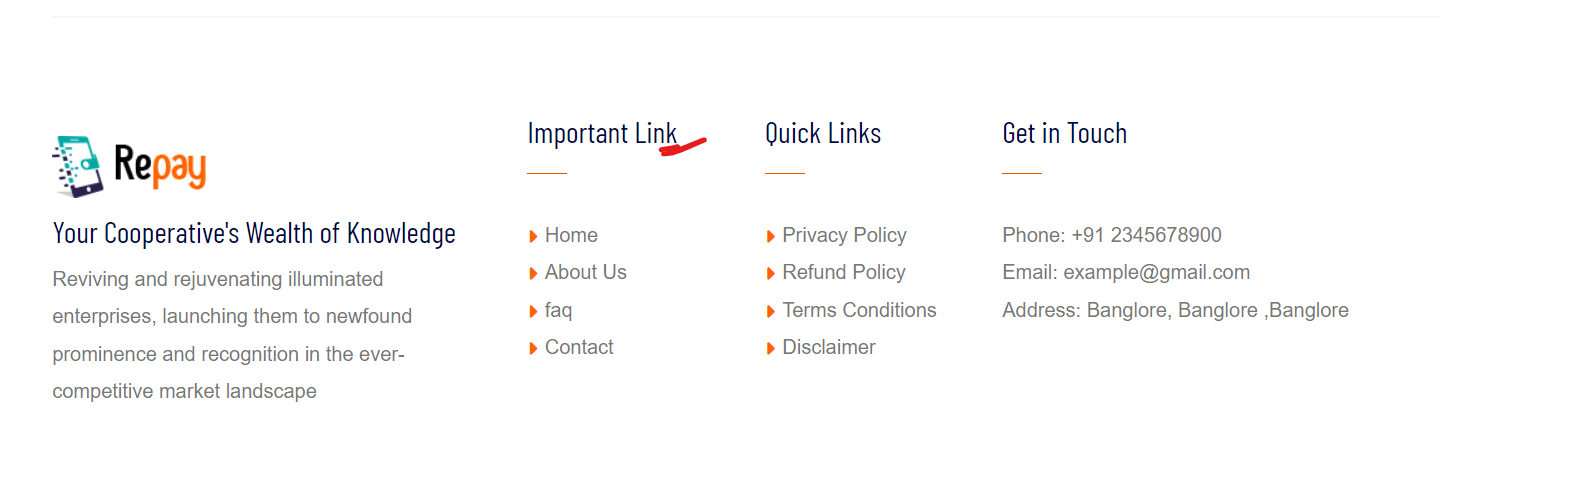 Repay
Your Cooperative's Wealth of Knowledge
Reviving and rejuvenating illuminated
enterprises, launching them to newfound
prominence and recognition in the ever-
competitive market landscape
Important Link
Home
About Us
faq
Contact
Quick Links
Privacy Policy
Refund Policy
Terms Conditions
Disclaimer
Get in Touch
Phone: +91 2345678900
Email: example@gmail.com
Address: Banglore, Banglore ,Banglore